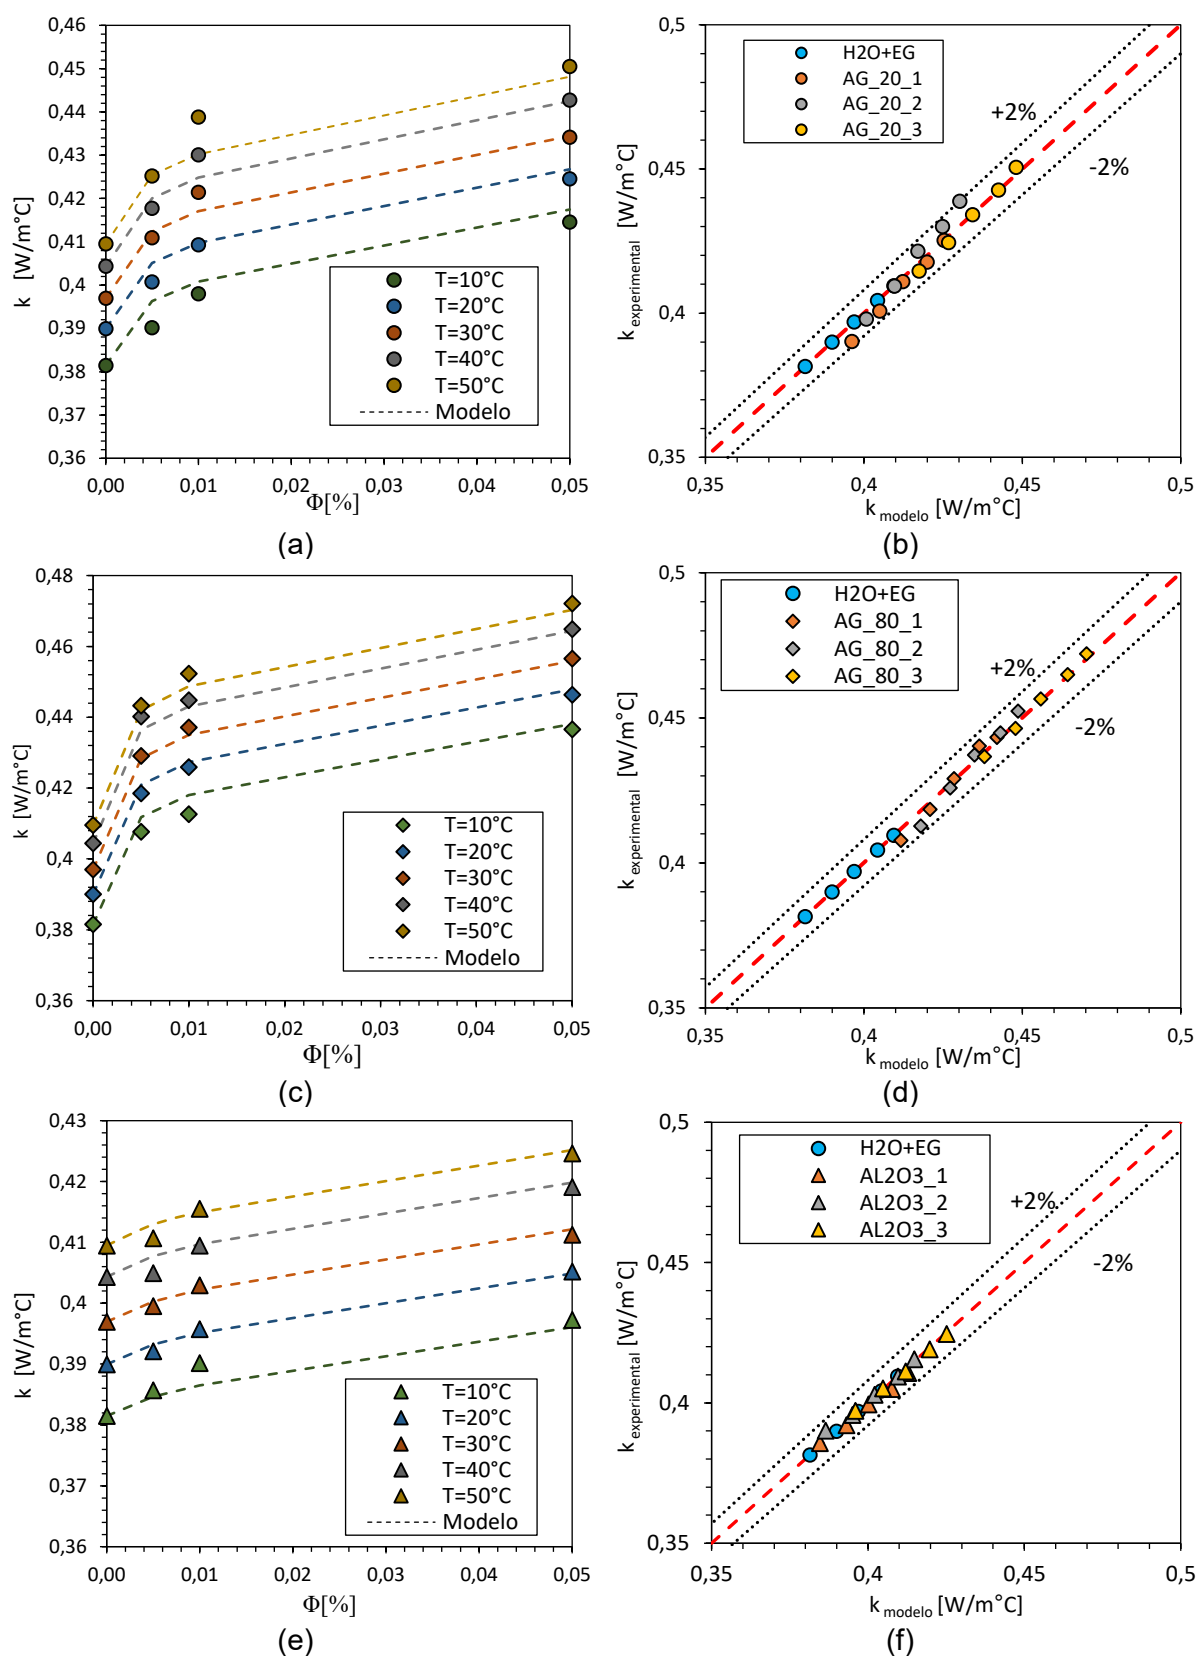 0,46
0,45
0,44
0,43
0,42
0,41
0,4
0,39
0,38
0,37
0,36
k [W/m°C]
T=10°C
T=20°C
T=30°C
T=40°C
T=50°C
Modelo
0,00 0,01 0,02 0,03 0,04 0,05
Φ[%]
(a)
0,5
0,45
0,4
0,35
k experimental [W/m°C]
H2O+EG
AG_20_1
AG_20_2
AG_20_3
+2%
-2%
0,35 0,4 0,45 0,5
k modelo [W/m°C]
(b)
0,48
0,46
0,44
0,42
0,4
0,38
0,36
k [W/m°C]
T=10°C
T=20°C
T=30°C
T=40°C
T=50°C
Modelo
0,00 0,01 0,02 0,03 0,04 0,05
Φ[%]
(c)
0,5
0,45
0,4
0,35
k experimental [W/m°C]
H2O+EG
AG_80_1
AG_80_2
AG_80_3
+2%
-2%
0,35 0,4 0,45 0,5
k modelo [W/m°C]
(d)
0,43
0,42
0,41
0,4
0,39
0,38
0,37
0,36
k [W/m°C]
T=10°C
T=20°C
T=30°C
T=40°C
T=50°C
Modelo
0,00 0,01 0,02 0,03 0,04 0,05
Φ[%]
(e)
0,5
0,45
0,4
0,35
k experimental [W/m°C]
H2O+EG
AL2O3_1
AL2O3_2
AL2O3_3
+2%
-2%
0,35 0,4 0,45 0,5
k modelo [W/m°C]
(f)